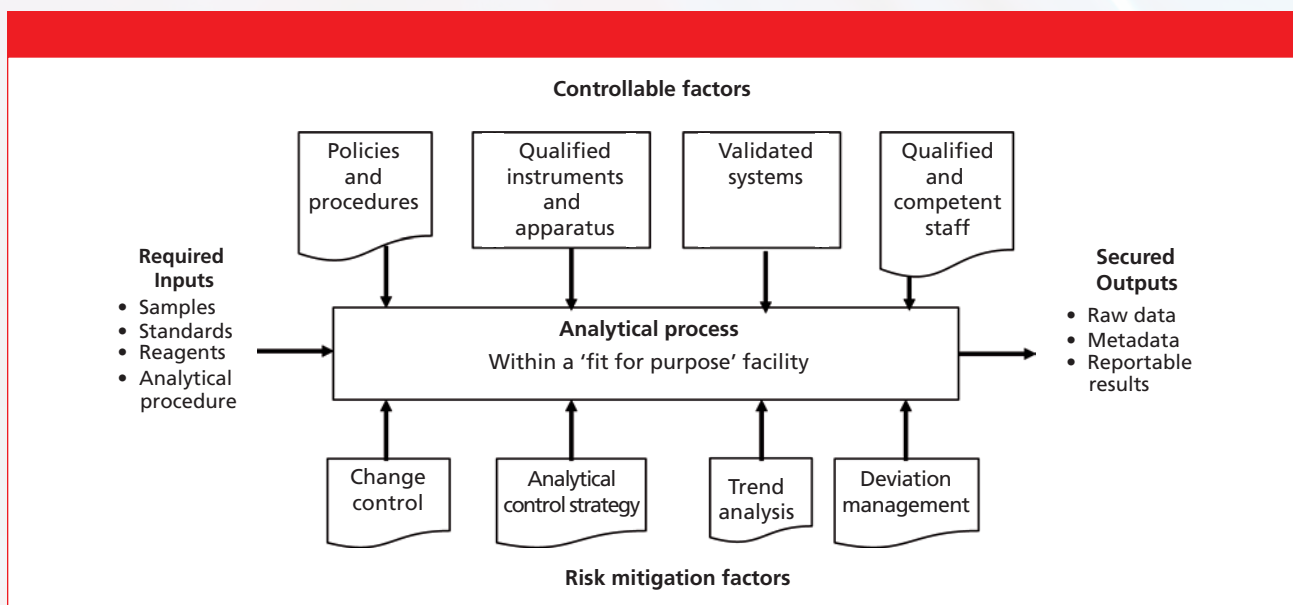 Controllable factors
Policies
and
procedures
Qualified
instruments
and
apparatus
Validated
systems
Qualified
and
competent
staff
Required
Inputs
• Samples
• Standards
• Reagents
• Analytical
procedure
Analytical process
Within a ‘fit for purpose’ facility
Secured
Outputs
• Raw data
• Metadata
• Reportable
results
Change
control
Analytical
control strategy
Trend
analysis
Deviation
management
Risk mitigation factors